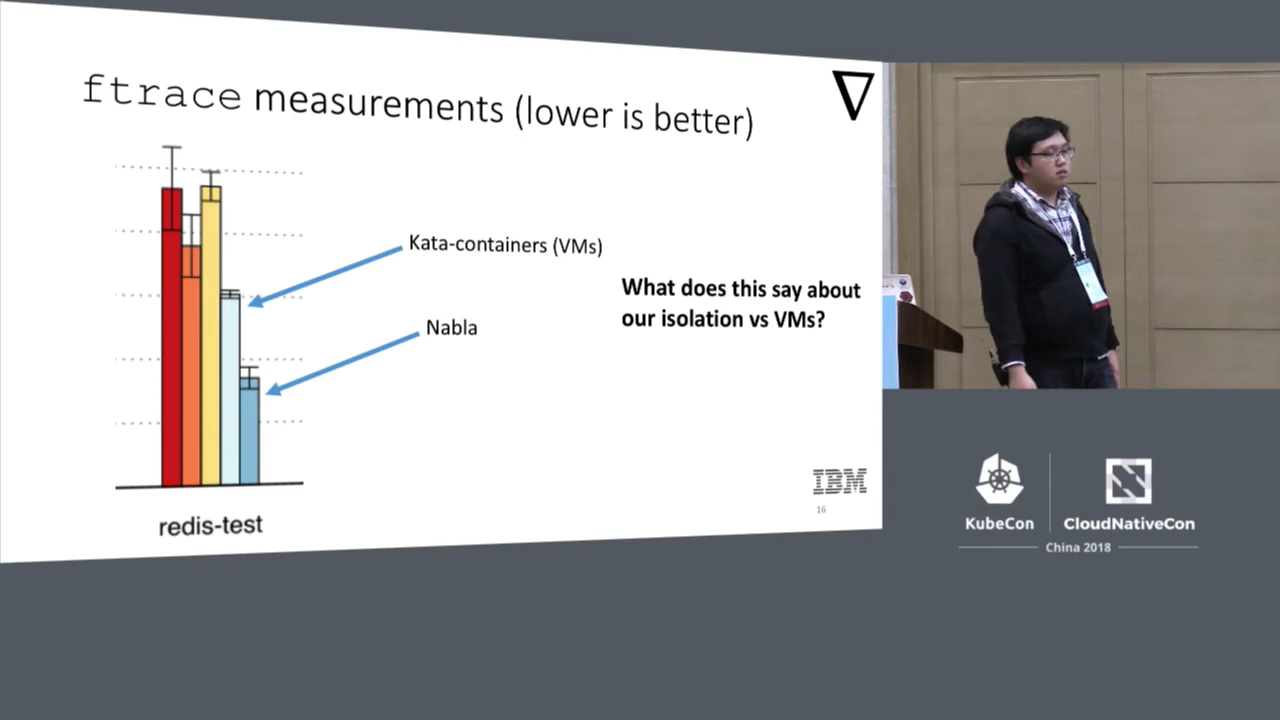 ftrace measurements (lower is better)
Kata-containers (VMs)
What does this say about
our isolation vs VMs?
Nabla
redis-test
IBM
16
KubeCon
CloudNativeCon
China 2018